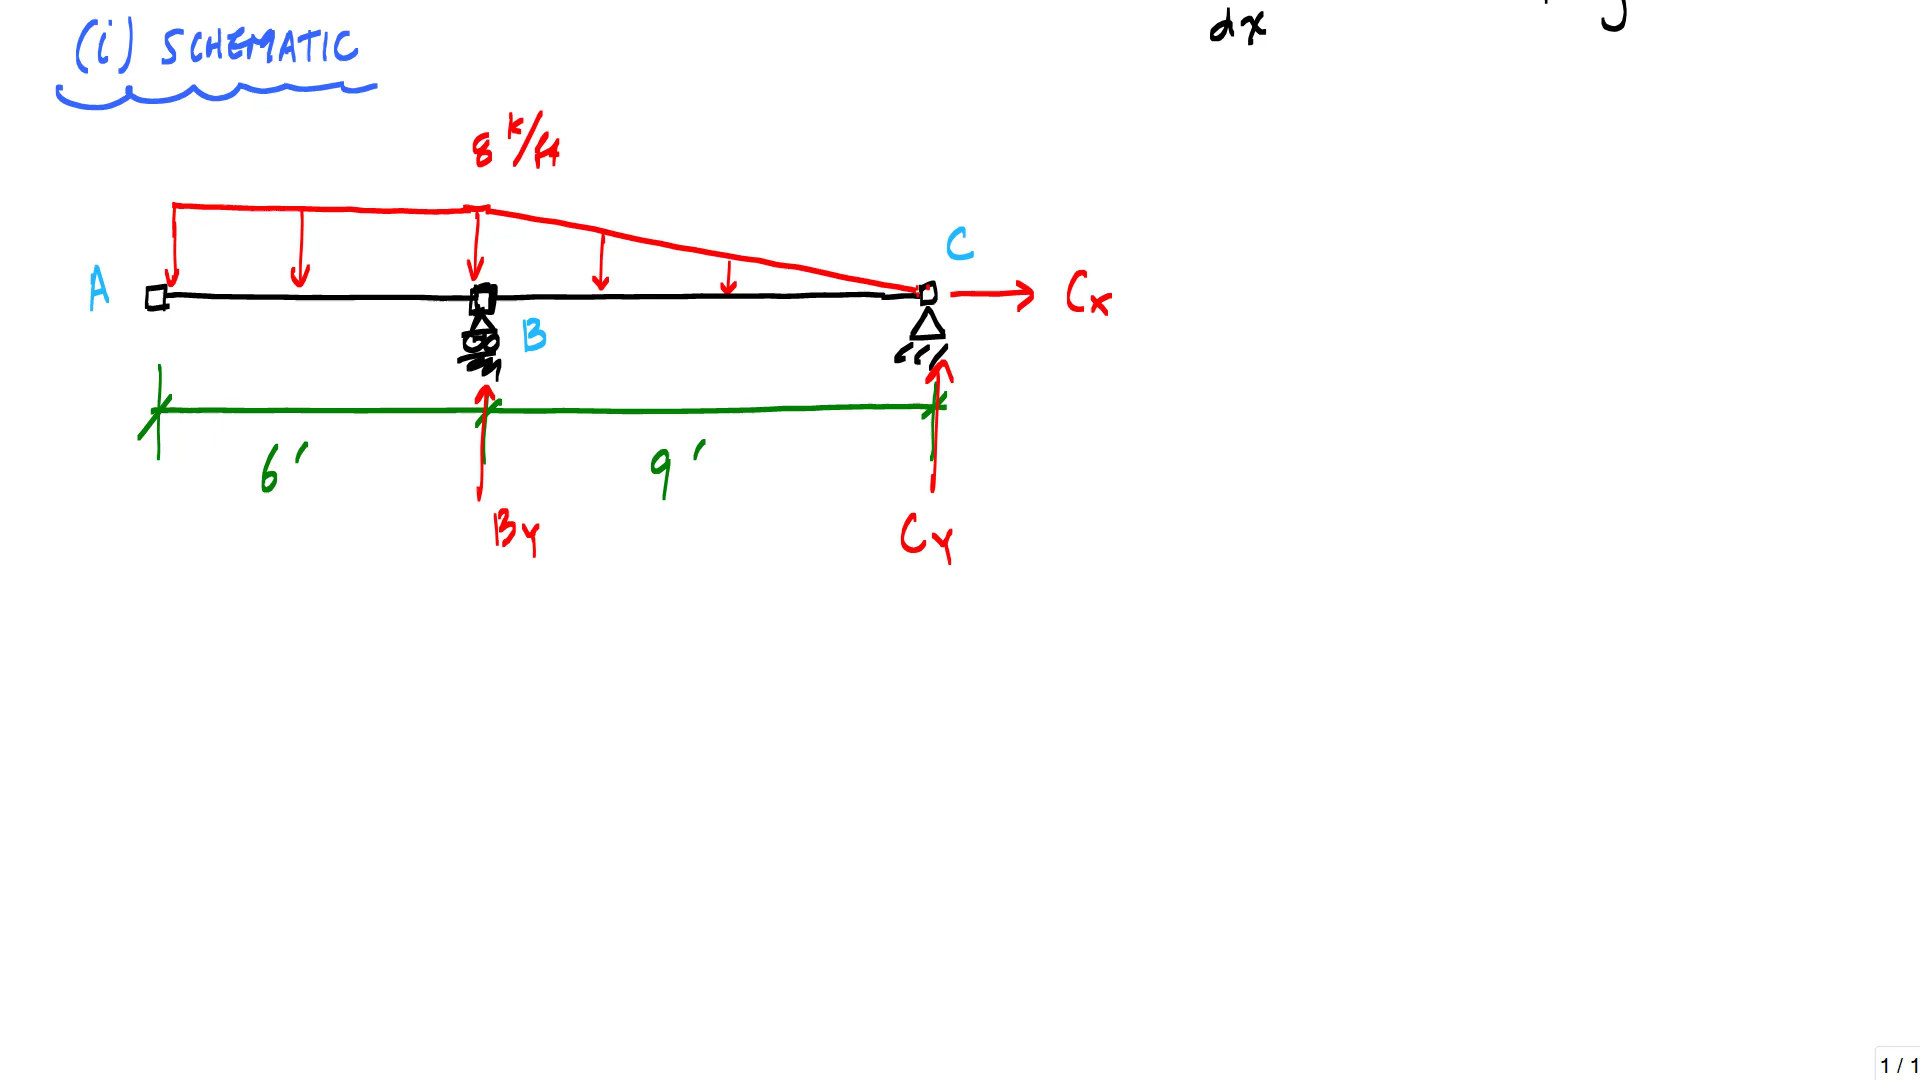 (i) SCHEMATIC
dx
8 k/ft
A
B
C
Cx
6'
9'
By
Cy
1 / 1